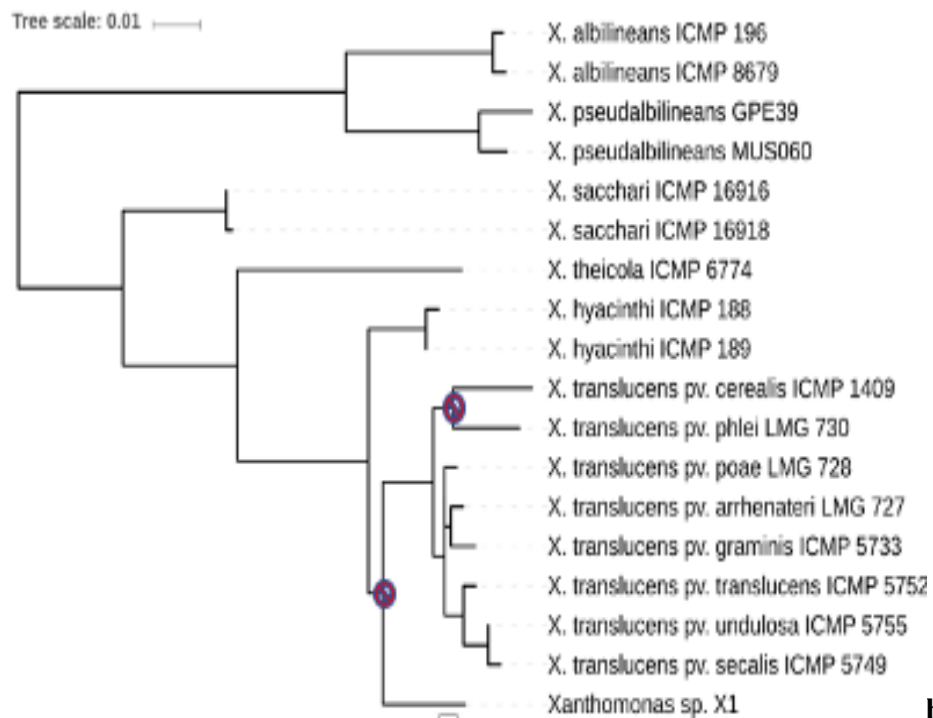 Tree scale: 0.01
X. albilineans ICMP 196
X. albilineans ICMP 8679
X. pseudalbilineans GPE39
X. pseudalbilineans MUS060
X. sacchari ICMP 16916
X. sacchari ICMP 16918
X. theicola ICMP 6774
X. hyacinthi ICMP 188
X. hyacinthi ICMP 189
X. translucens pv. cerealis ICMP 1409
X. translucens pv. phlei LMG 730
X. translucens pv. poae LMG 728
X. translucens pv. arrhenateri LMG 727
X. translucens pv. graminis ICMP 5733
X. translucens pv. translucens ICMP 5752
X. translucens pv. undulosa ICMP 5755
X. translucens pv. secalis ICMP 5749
Xanthomonas sp. X1